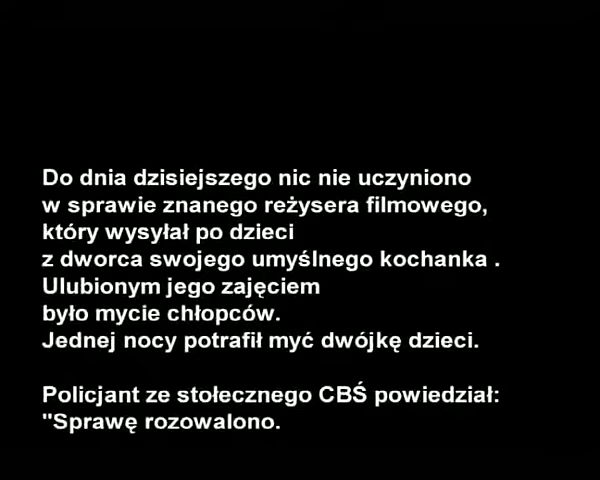 Do dnia dzisiejszego nic nie uczyniono
w sprawie znanego reżysera filmowego,
który wysyłał po dzieci
z dworca swojego umyślnego kochanka .
Ulubionym jego zajęciem
było mycie chłopców.
Jednej nocy potrafił myć dwójkę dzieci.

Policjant ze stołecznego CBŚ powiedział:
"Sprawę rozowalono.